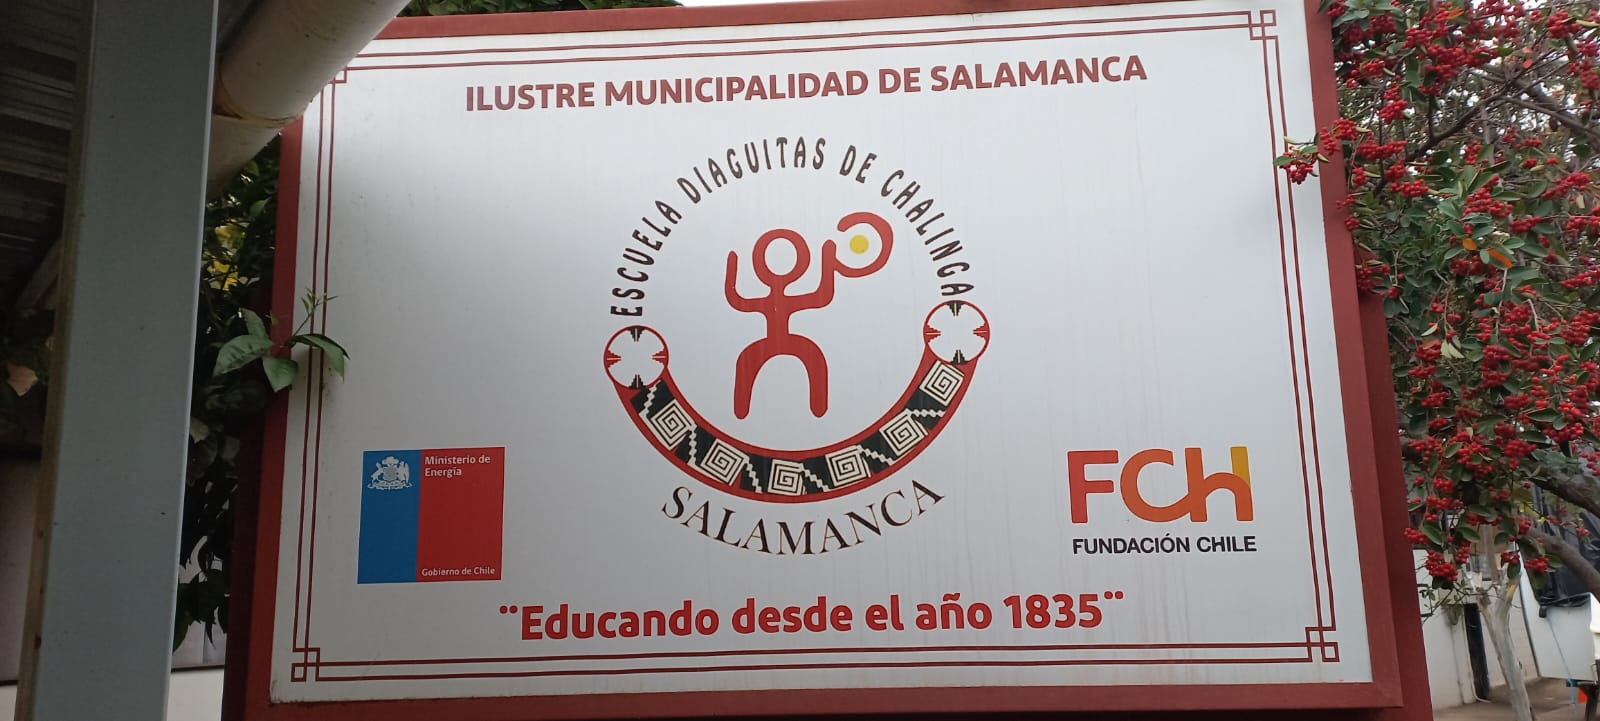 ILUSTRE MUNICIPALIDAD DE SALAMANCA
ESCUELA DIAGUITAS DE CHALINGA
SALAMANCA
Ministerio de
Energía
Gobierno de Chile
FCH
FUNDACIÓN CHILE
¨Educando desde el año 1835¨